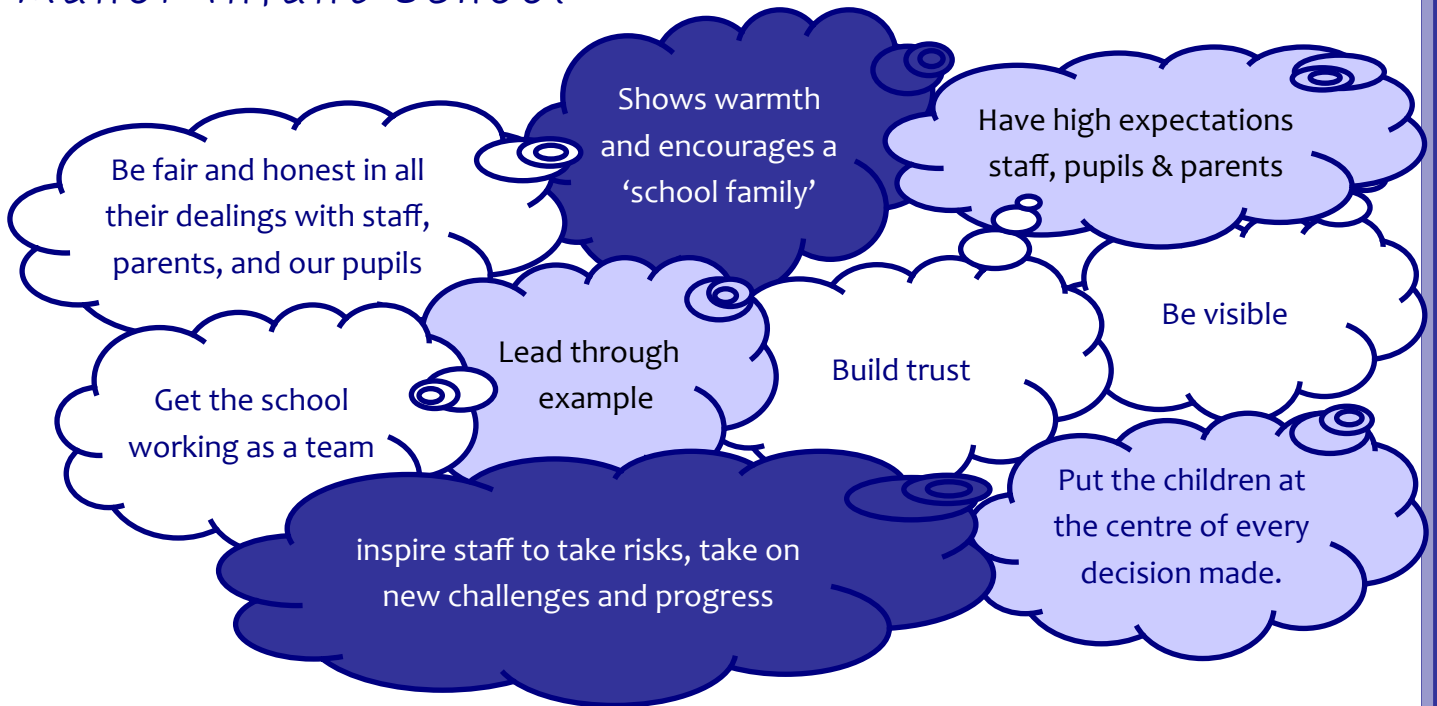 Manor Infant School
Shows warmth
and encourages a
‘school family’
Have high expectations
staff, pupils & parents
Be fair and honest in all
their dealings with staff,
parents, and our pupils
Be visible
Lead through
example
Build trust
Get the school
working as a team
Put the children at
the centre of every
decision made.
inspire staff to take risks, take on
new challenges and progress